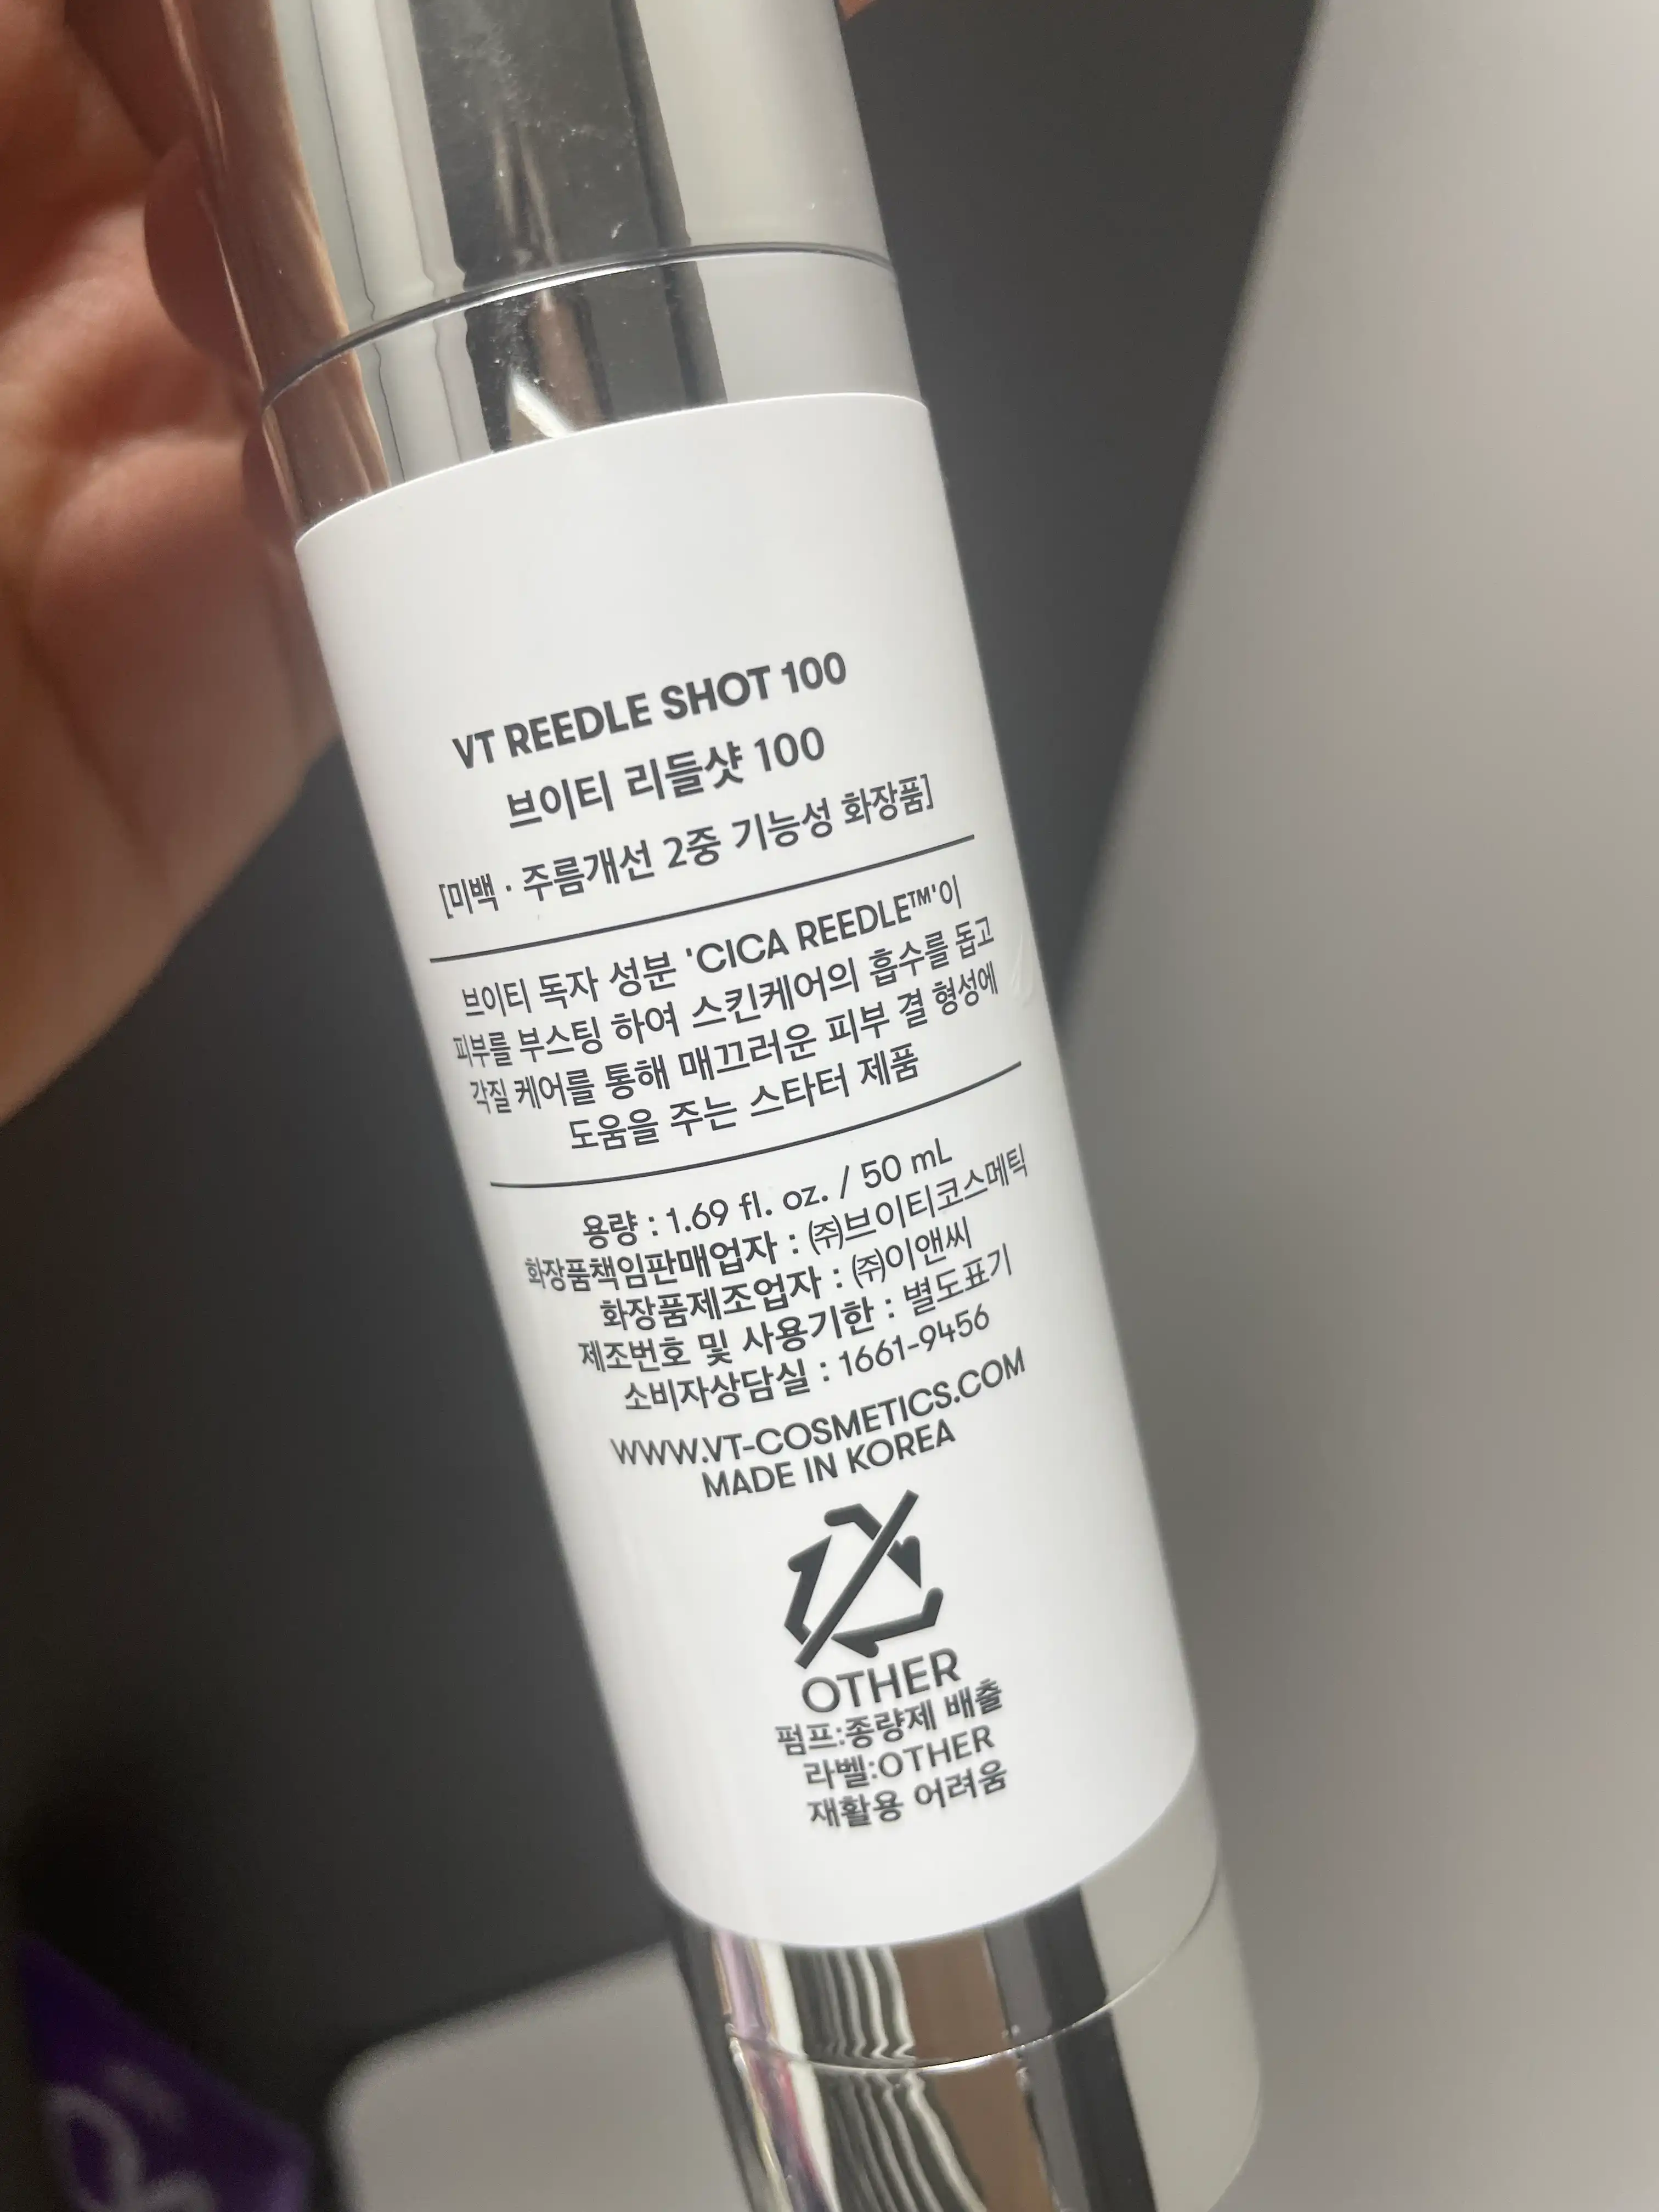 VT REEDLE SHOT 100
브이티 리들샷 100
[미백 · 주름개선 2중 기능성 화장품]
브이티 독자 성분 'CICA REEDLE™'이
피부를 부스팅 하여 스킨케어의 흡수를 돕고
각질 케어를 통해 매끄러운 피부 결 형성에
도움을 주는 스타터 제품
용량 : 1.69 fl. oz. / 50 mL
화장품책임판매업자 : ㈜브이티코스메틱
화장품제조업자 : ㈜이앤씨
제조번호 및 사용기한 : 별도표기
소비자상담실 : 1661-9456
WWW.VT-COSMETICS.COM
MADE IN KOREA
OTHER
펌프:종량제 배출
라벨:OTHER
재활용 어려움